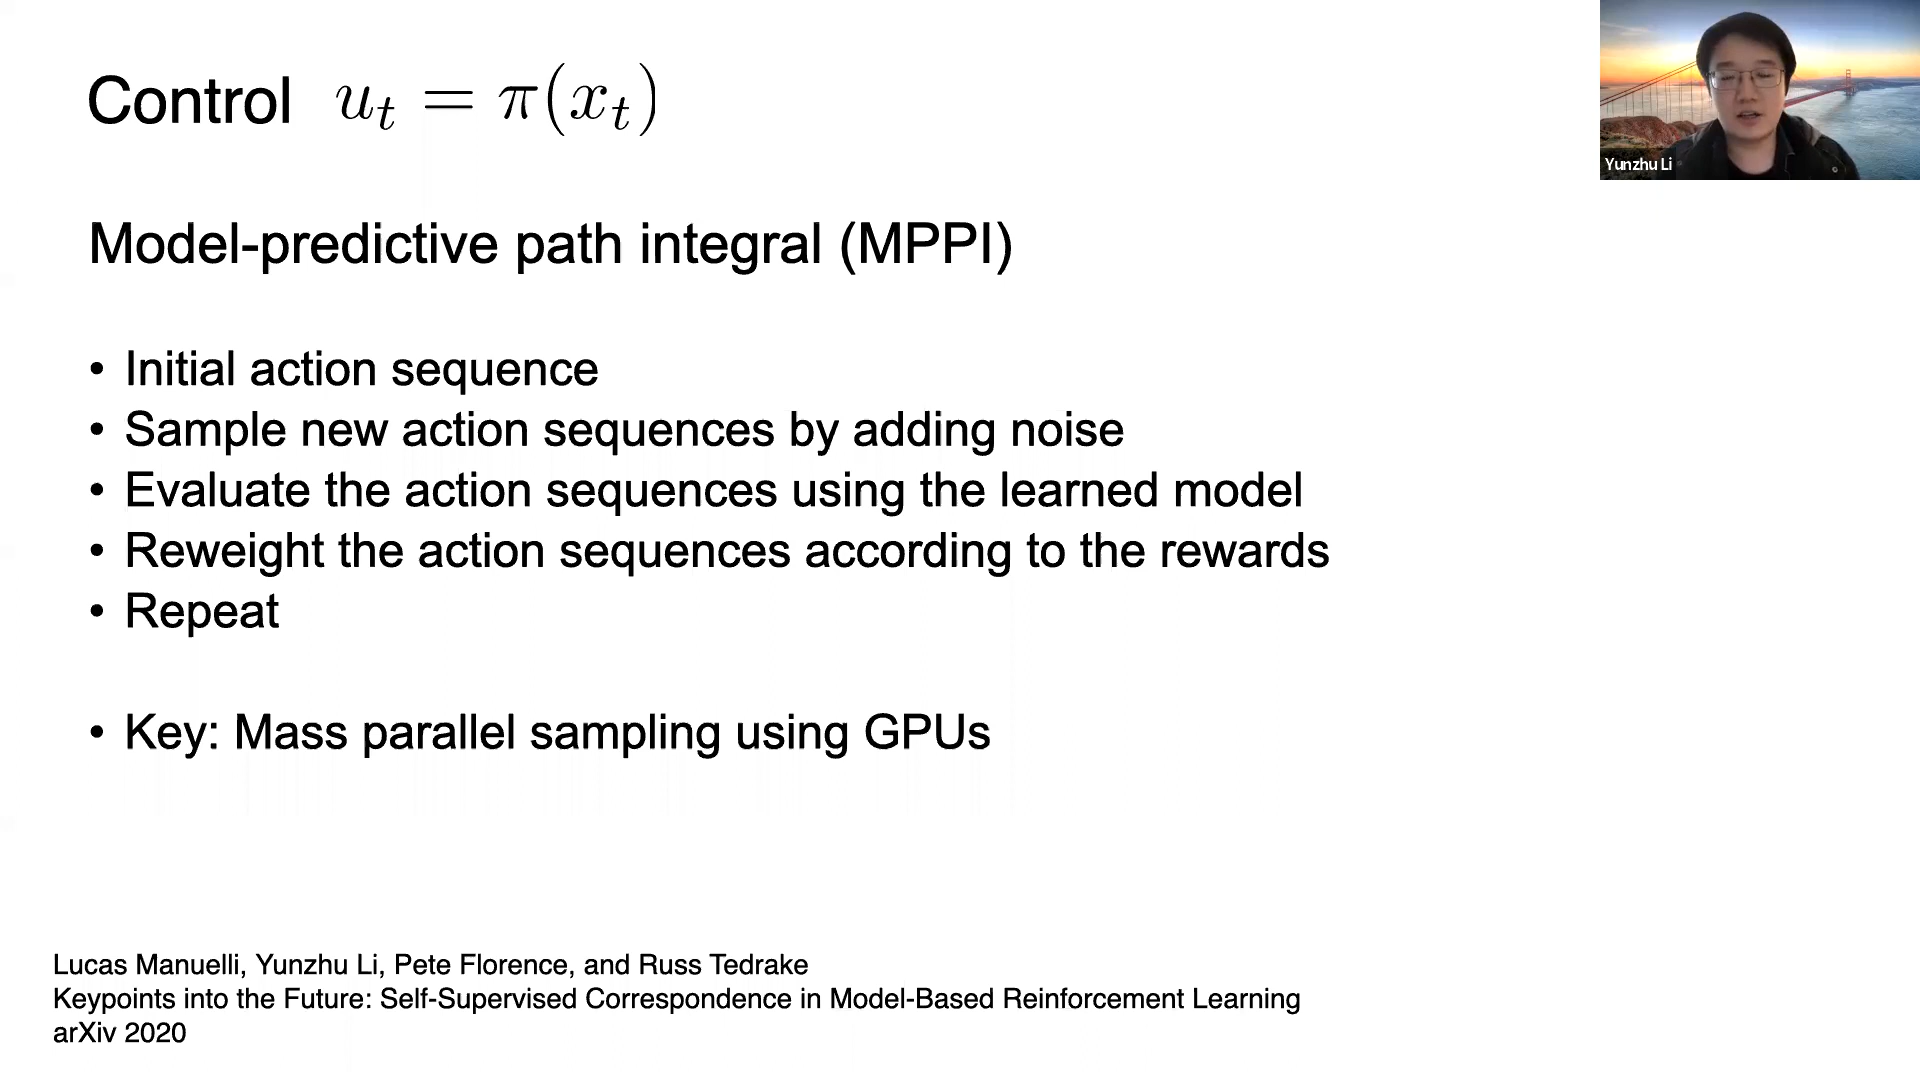 Control u_t = π(x_t)
Yunzhu Li
Model-predictive path integral (MPPI)
• Initial action sequence
• Sample new action sequences by adding noise
• Evaluate the action sequences using the learned model
• Reweight the action sequences according to the rewards
• Repeat
• Key: Mass parallel sampling using GPUs
Lucas Manuelli, Yunzhu Li, Pete Florence, and Russ Tedrake
Keypoints into the Future: Self-Supervised Correspondence in Model-Based Reinforcement Learning
arXiv 2020